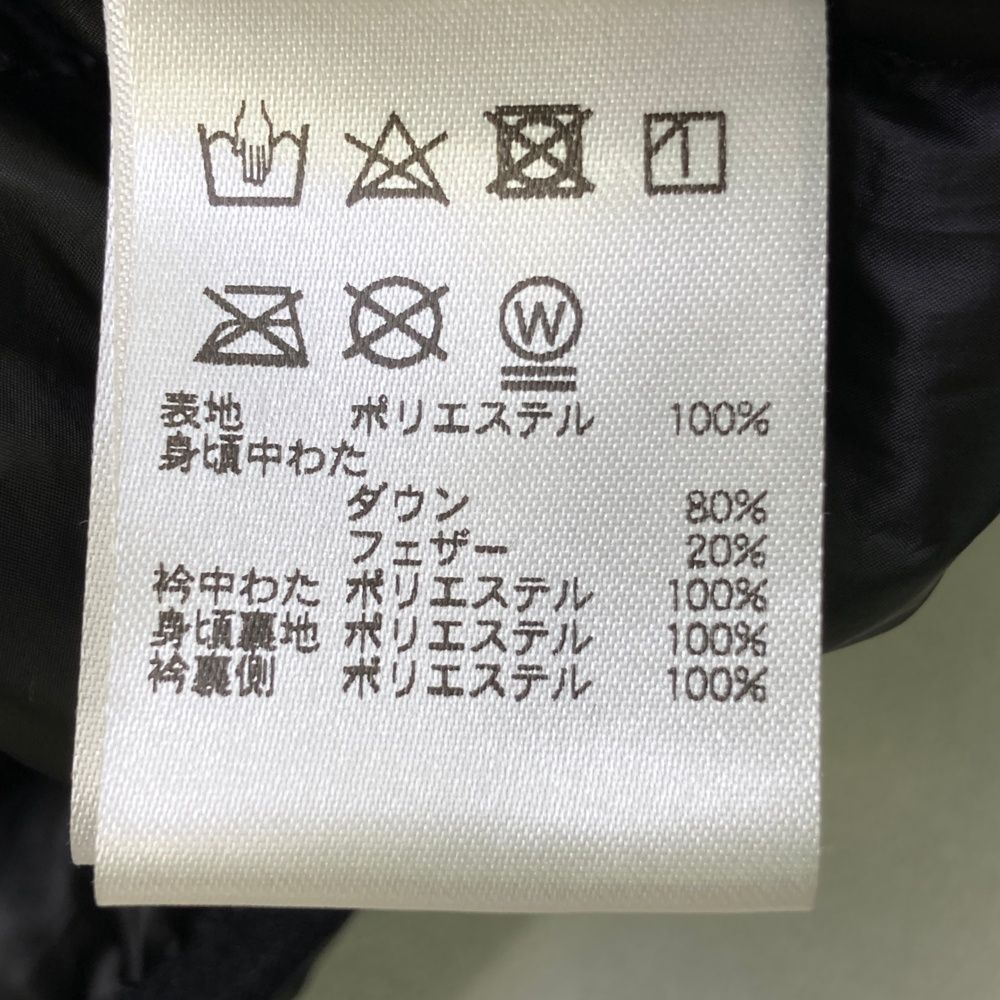 W
表地 ポリエステル 100%
身頃中わた
ダウン 80%
フェザー 20%
衿中わた ポリエステル 100%
身頃裏地 ポリエステル 100%
衿裏側 ポリエステル 100%